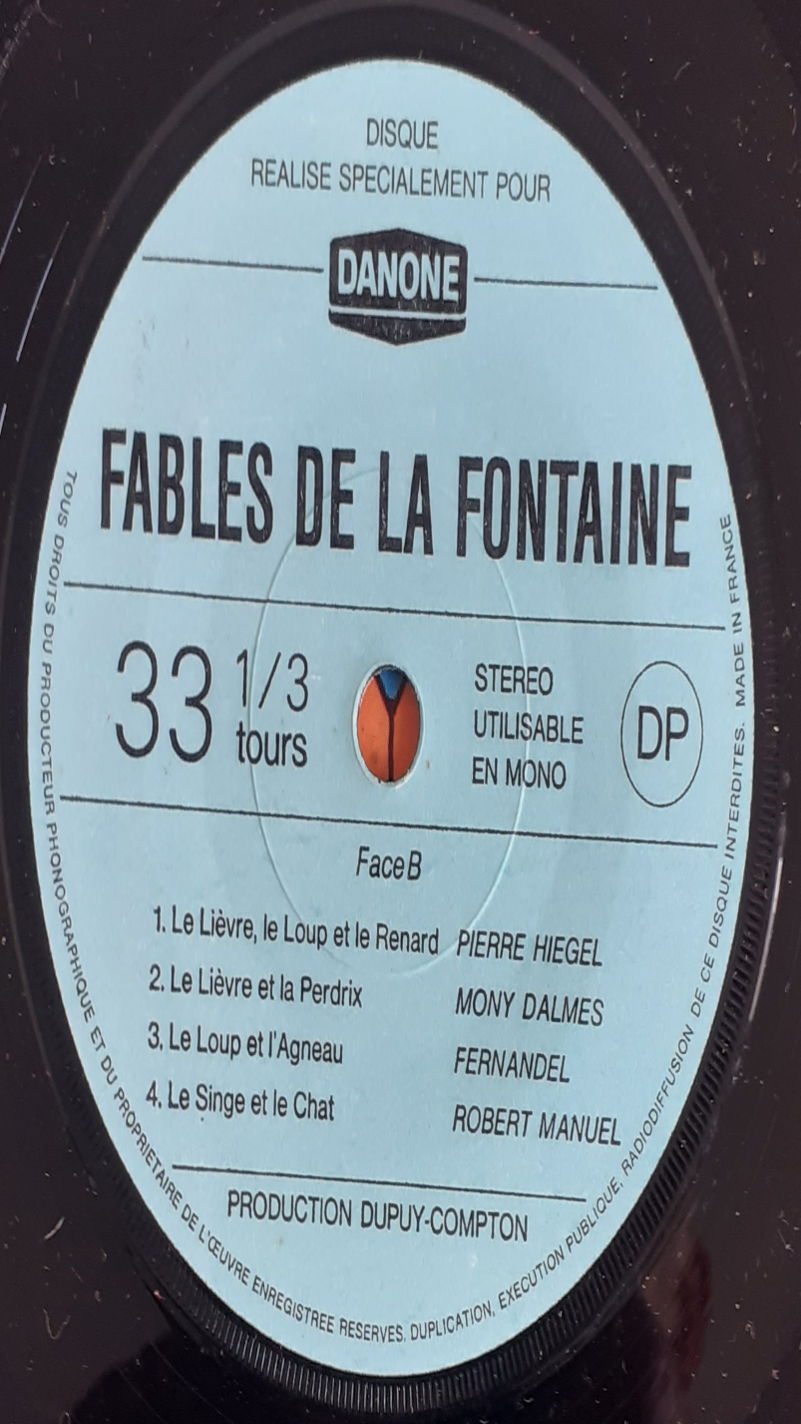 DISQUE
REALISE SPECIALEMENT POUR
DANONE
FABLES DE LA FONTAINE
33 1/3 tours
STEREO
UTILISABLE
EN MONO
DP
Face B
1. Le Lièvre, le Loup et le Renard PIERRE HIEGEL
2. Le Lièvre et la Perdrix MONY DALMES
3. Le Loup et l'Agneau FERNANDEL
4. Le Singe et le Chat ROBERT MANUEL
PRODUCTION DUPUY-COMPTON
TOUS DROITS DU PRODUCTEUR PHONOGRAPHIQUE ET DU PROPRIETAIRE DE L'ŒUVRE ENREGISTREE RESERVES. DUPLICATION, EXECUTION PUBLIQUE, RADIODIFFUSION DE CE DISQUE INTERDITES. MADE IN FRANCE